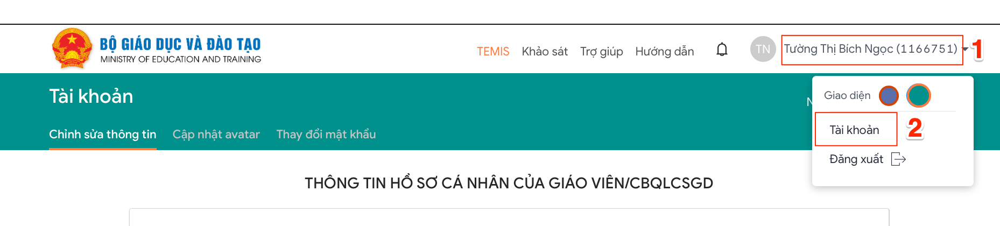 BỘ GIÁO DỤC VÀ ĐÀO TẠO
MINISTRY OF EDUCATION AND TRAINING
TEMIS Khảo sát Trợ giúp Hướng dẫn
TN Tường Thị Bích Ngọc (1166751) 1
Tài khoản
Giao diện
N
Tài khoản 2
Chỉnh sửa thông tin Cập nhật avatar Thay đổi mật khẩu
Đăng xuất
THÔNG TIN HỒ SƠ CÁ NHÂN CỦA GIÁO VIÊN/CBQLCSGD